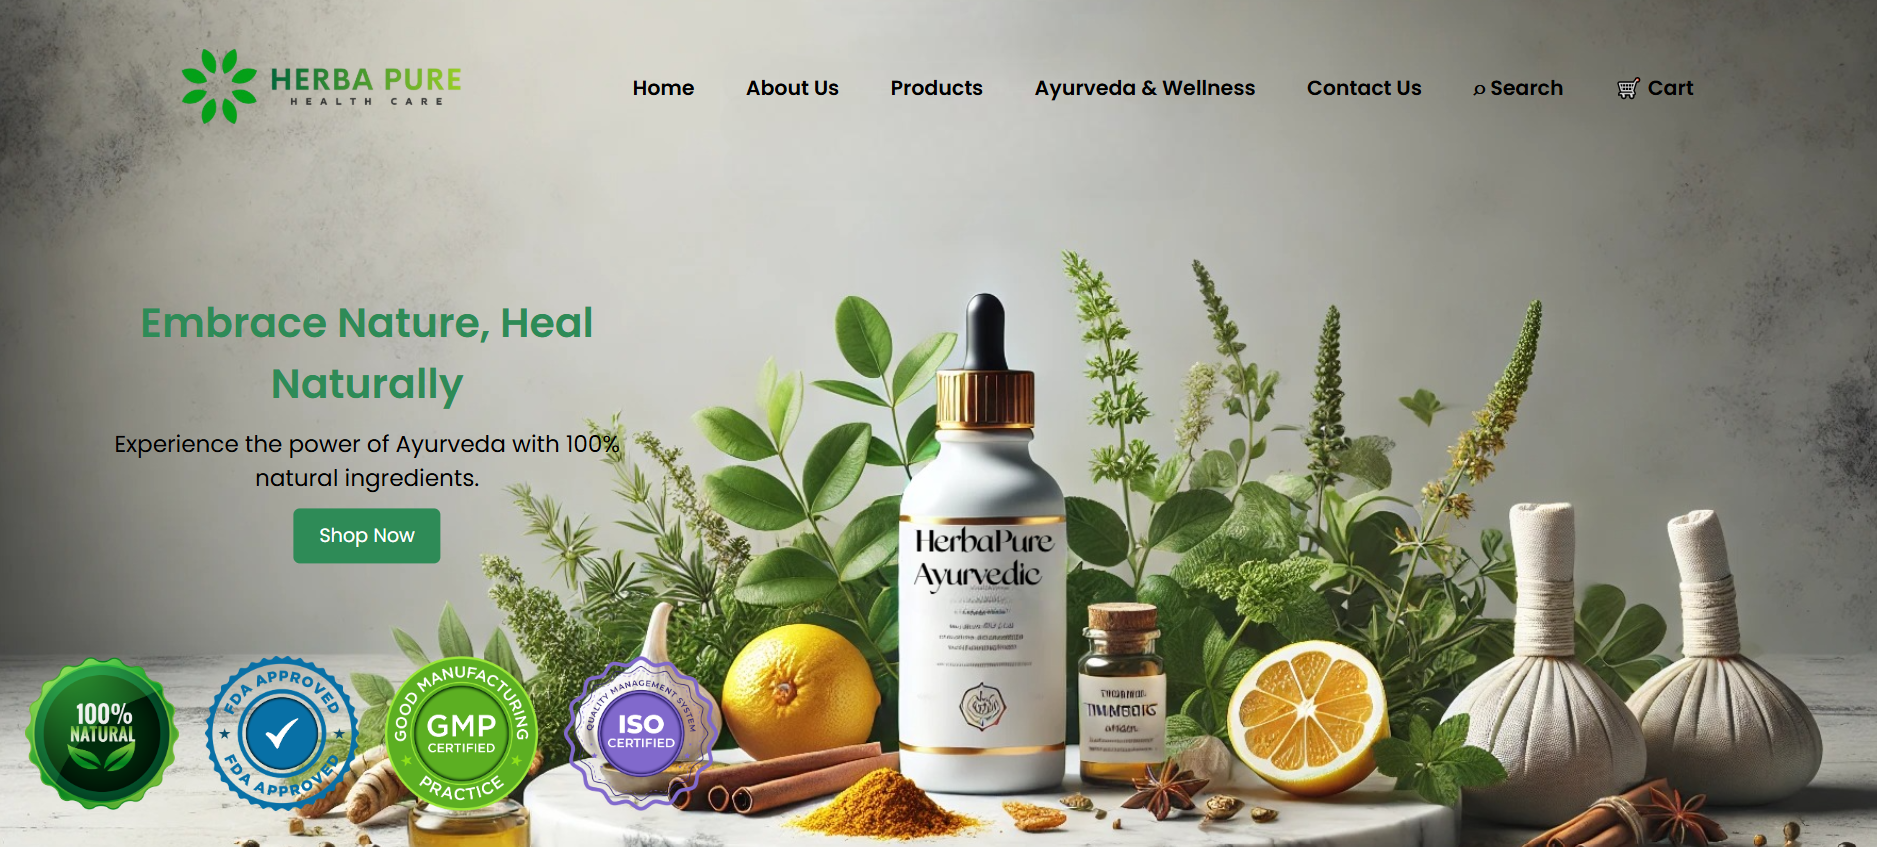 HERBA PURE
HEALTH CARE
Home
About Us
Products
Ayurveda & Wellness
Contact Us
Search
Cart
Embrace Nature, Heal
Naturally
Experience the power of Ayurveda with 100%
natural ingredients.
Shop Now
HerbaPure
Ayurvedic
100%
NATURAL
FDA APPROVED
FDA APPROVED
GOOD MANUFACTURING
GMP
CERTIFIED
PRACTICE
QUALITY MANAGEMENT SYSTEM
ISO
CERTIFIED